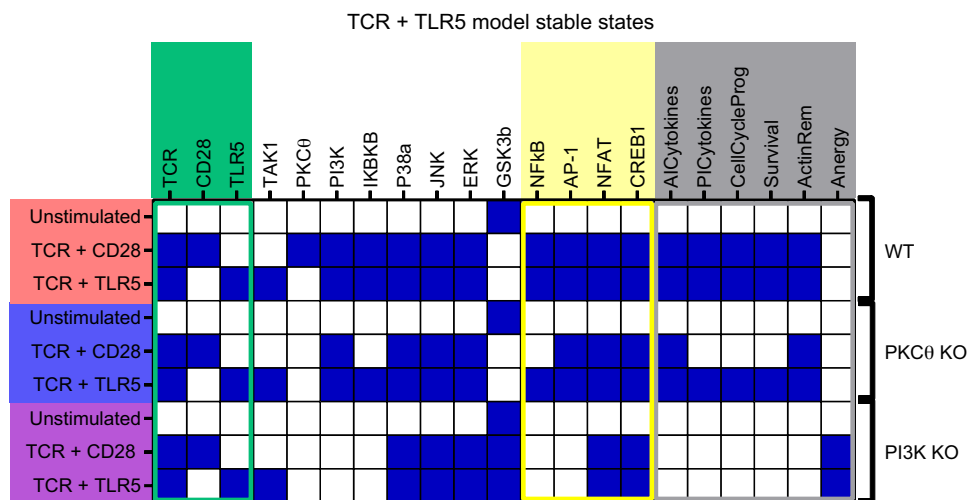 TCR + TLR5 model stable states
TCR
CD28
TLR5
TAK1
PKCθ
PI3K
IKBKB
P38a
JNK
ERK
GSK3b
NFkB
AP-1
NFAT
CREB1
AICytokines
PICytokines
CellCycleProg
Survival
ActinRem
Anergy
Unstimulated
TCR + CD28
TCR + TLR5
WT
Unstimulated
TCR + CD28
TCR + TLR5
PKCθ KO
Unstimulated
TCR + CD28
TCR + TLR5
PI3K KO